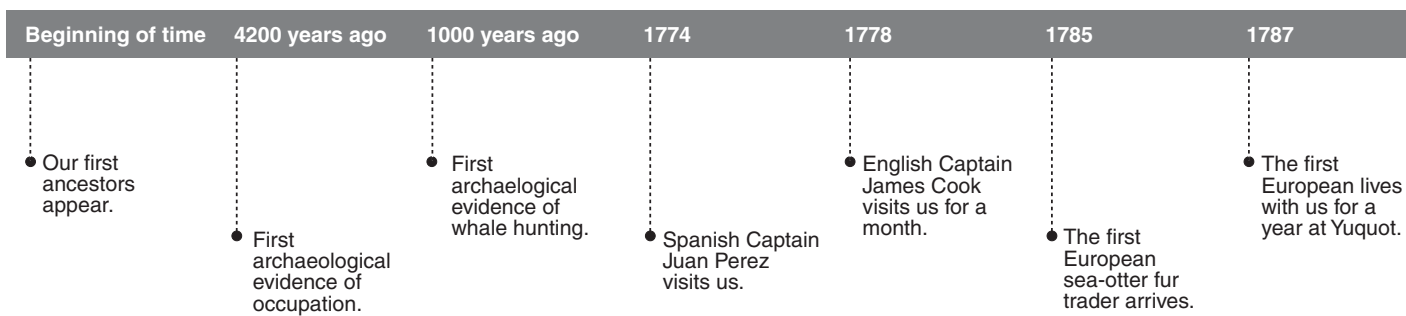 Beginning of time 4200 years ago 1000 years ago 1774 1778 1785 1787
Our first
ancestors
appear.
First
archaeological
evidence of
occupation.
First
archaelogical
evidence of
whale hunting.
Spanish Captain
Juan Perez
visits us.
English Captain
James Cook
visits us for a
month.
The first
European
sea-otter fur
trader arrives.
The first
European lives
with us for a
year at Yuquot.